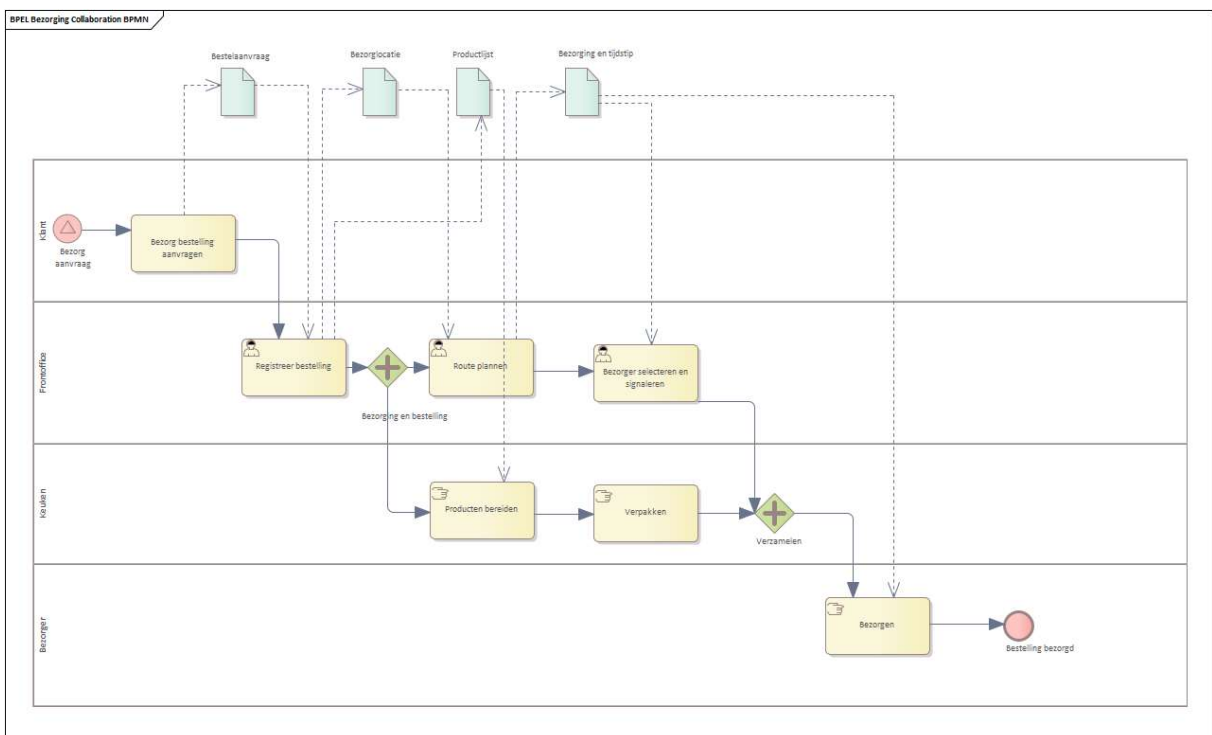 BPEL Bezorging Collaboration BPMN
Bestelaanvraag
Bezorglocatie
Productlijst
Bezorging en tijdstip
Klant
Bezorg
aanvraag
Bezorg bestelling
aanvragen
Frontoffice
Registreer bestelling
Bezorging en bestelling
Route plannen
Bezorger selecteren en
signaleren
Keuken
Producten bereiden
Verpakken
Verzamelen
Bezorger
Bezorgen
Bestelling bezorgd